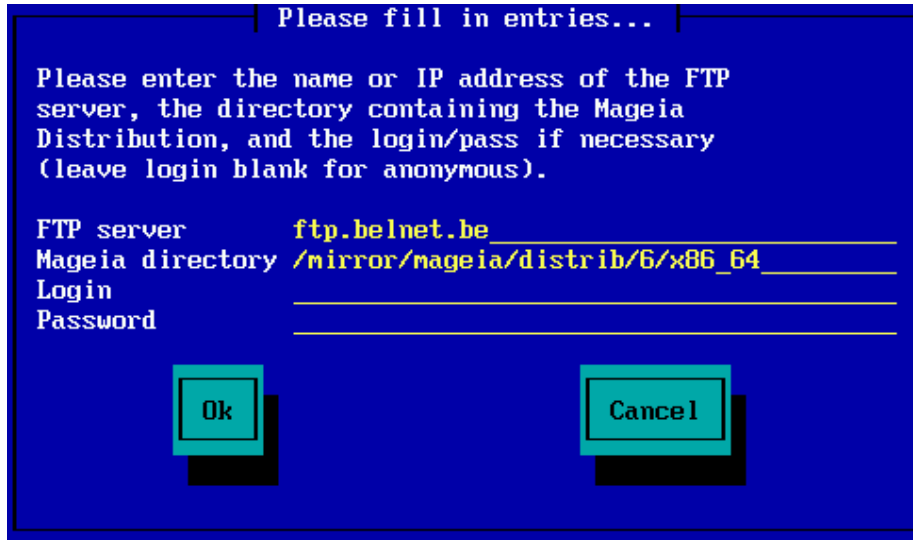 Please fill in entries...
Please enter the name or IP address of the FTP
server, the directory containing the Mageia
Distribution, and the login/pass if necessary
(leave login blank for anonymous).
FTP server ftp.belnet.be
Mageia directory /mirror/mageia/distrib/6/x86_64
Login
Password
Ok Cancel